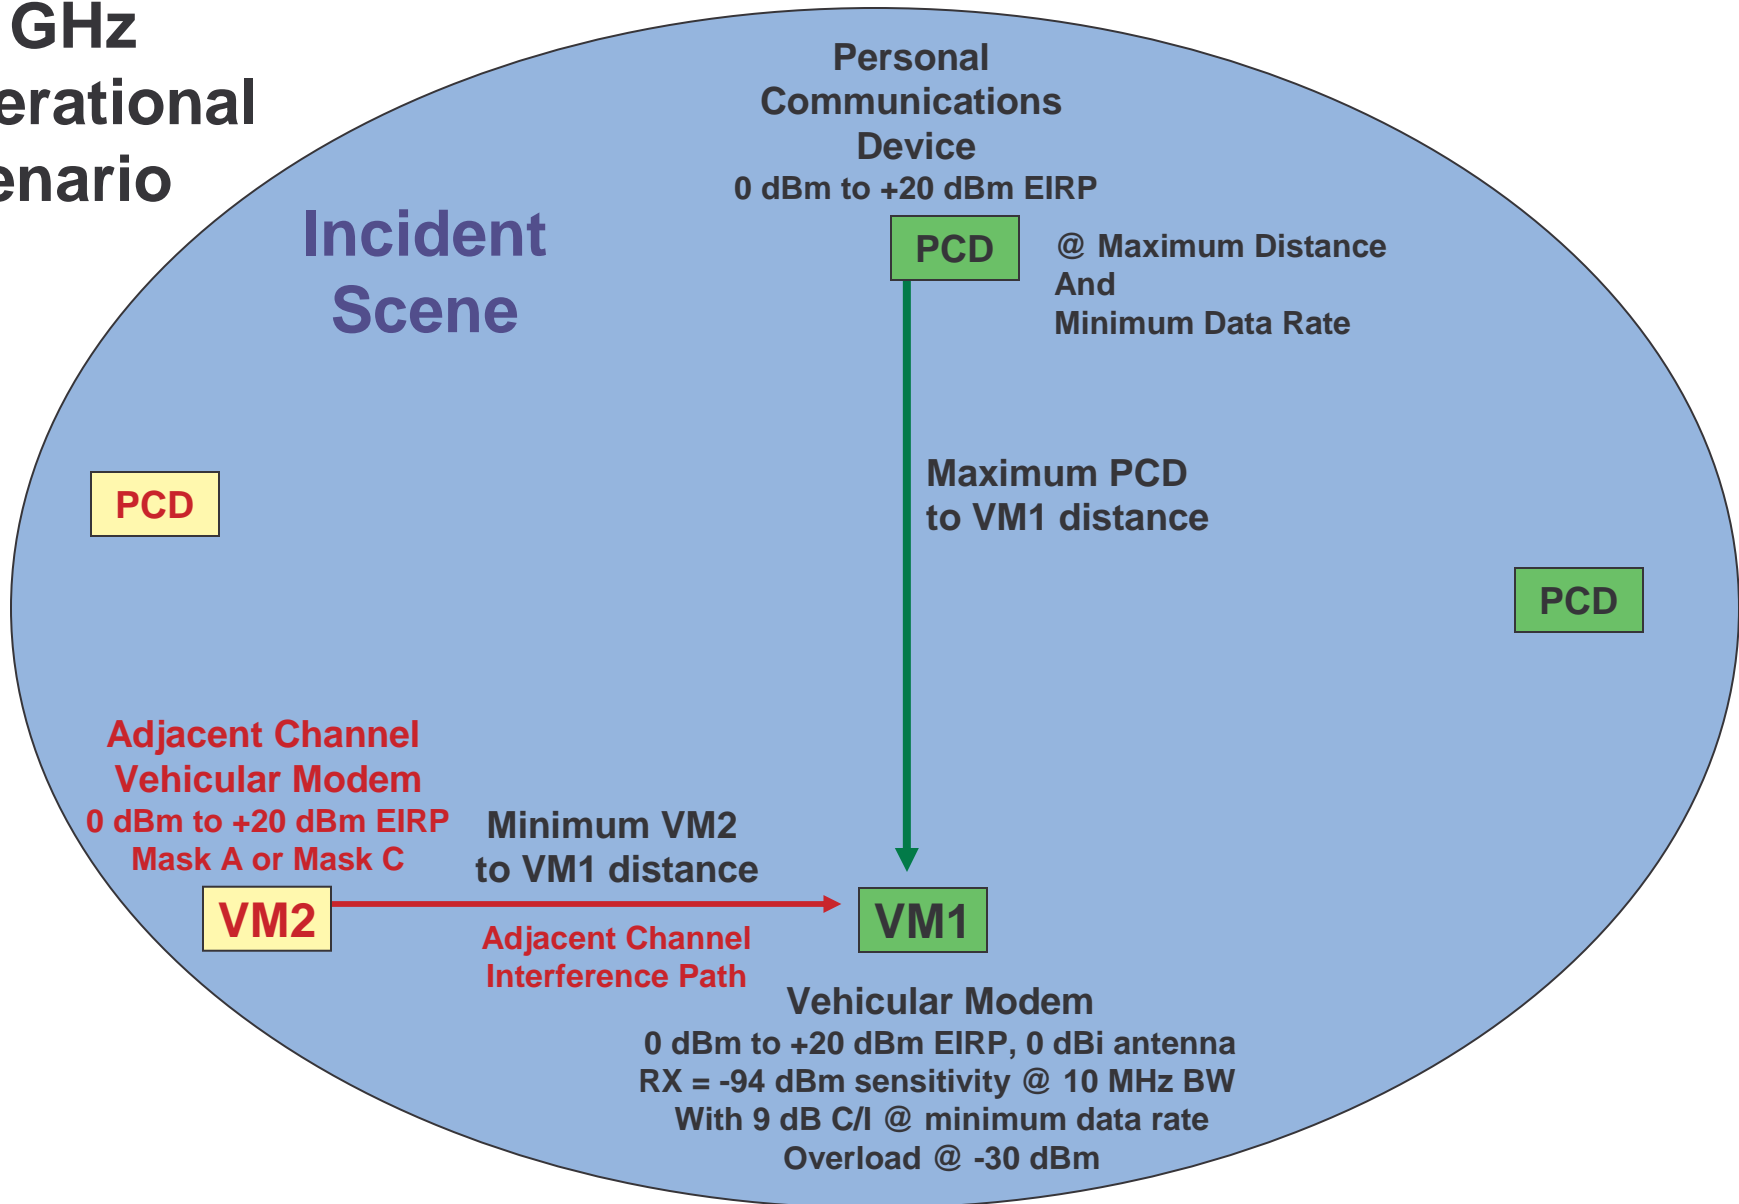 GHz
erational
enario
Incident
Scene
Personal
Communications
Device
0 dBm to +20 dBm EIRP
PCD
@ Maximum Distance
And
Minimum Data Rate
Maximum PCD
to VM1 distance
PCD
PCD
Adjacent Channel
Vehicular Modem
0 dBm to +20 dBm EIRP
Mask A or Mask C
VM2
Minimum VM2
to VM1 distance
Adjacent Channel
Interference Path
VM1
Vehicular Modem
0 dBm to +20 dBm EIRP, 0 dBi antenna
RX = -94 dBm sensitivity @ 10 MHz BW
With 9 dB C/I @ minimum data rate
Overload @ -30 dBm